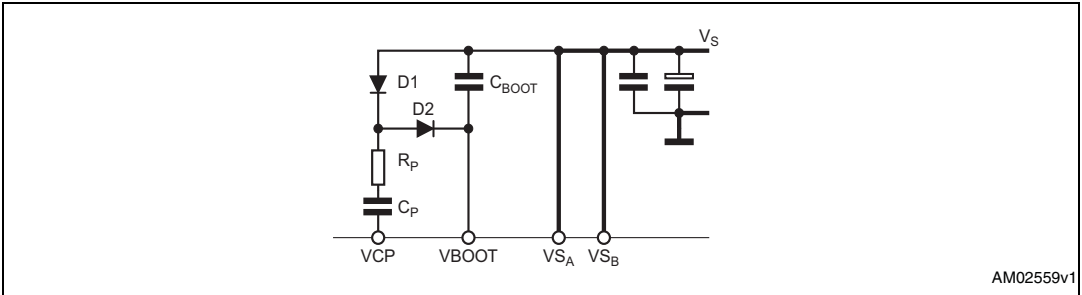 V_S
D1
C_BOOT
D2
R_P
C_P
VCP VBOOT VS_A VS_B
AM02559v1